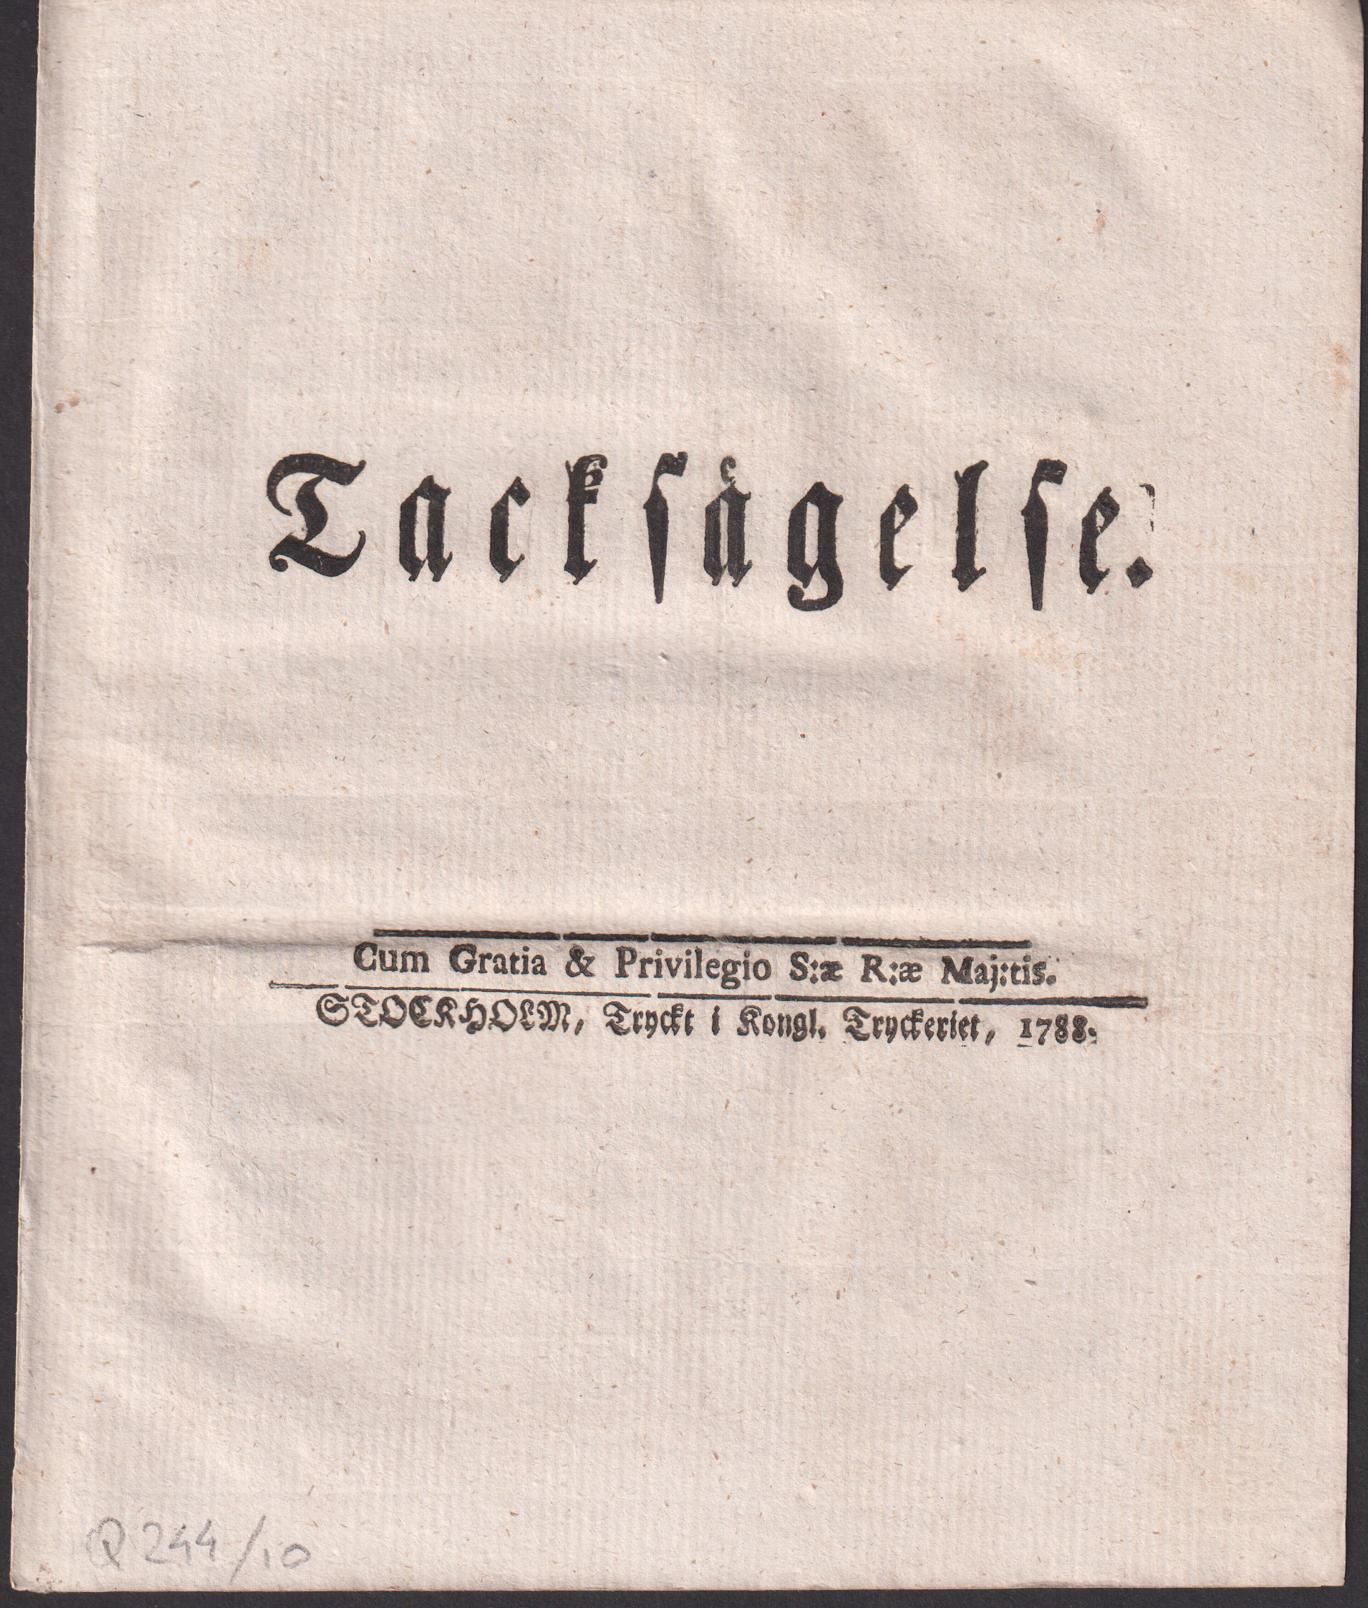 Tackſägelſe.
Cum Gratia & Privilegio S:æ R:æ Maj:tis.
STOCKHOLM, Tryckt i Kongl. Tryckeriet, 1788.
Q 244/10